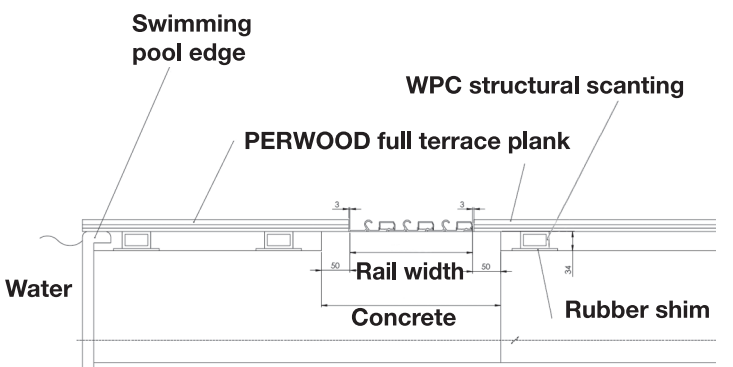 Swimming
pool edge
WPC structural scanting
PERWOOD full terrace plank
3
3
50
Rail width
50
34
Water
Rubber shim
Concrete